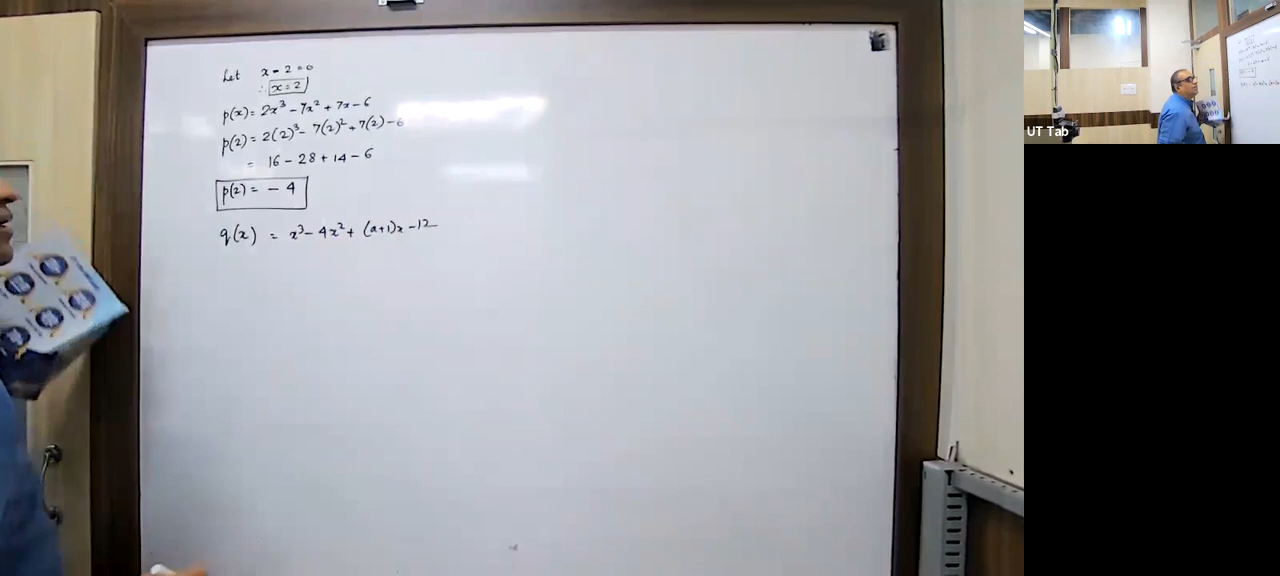 Let x - 2 = 0
∴ x = 2
p(x) = 2x³ - 7x² + 7x - 6
p(2) = 2(2)³ - 7(2)² + 7(2) - 6
= 16 - 28 + 14 - 6
p(2) = - 4
q(x) = x³ - 4x² + (a+1)x - 12
UT Tab